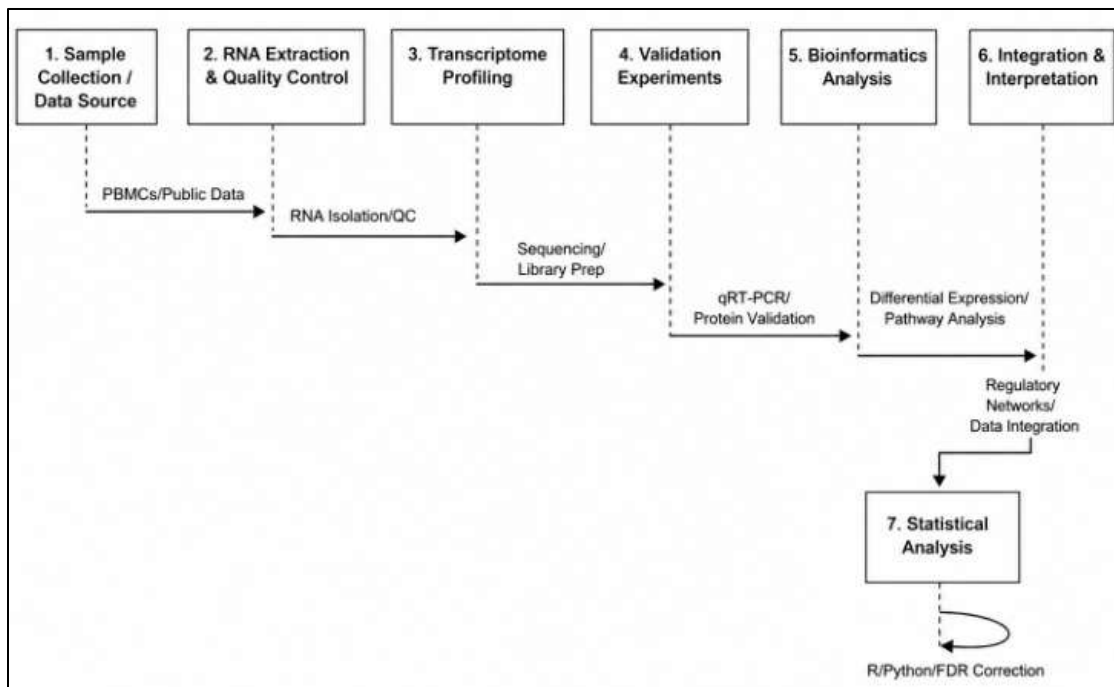 1. Sample
Collection /
Data Source
2. RNA Extraction
& Quality Control
3. Transcriptome
Profiling
4. Validation
Experiments
5. Bioinformatics
Analysis
6. Integration &
Interpretation
PBMCs/Public Data
RNA Isolation/QC
Sequencing/
Library Prep
qRT-PCR/
Protein Validation
Differential Expression/
Pathway Analysis
Regulatory
Networks/
Data Integration
7. Statistical
Analysis
R/Python/FDR Correction